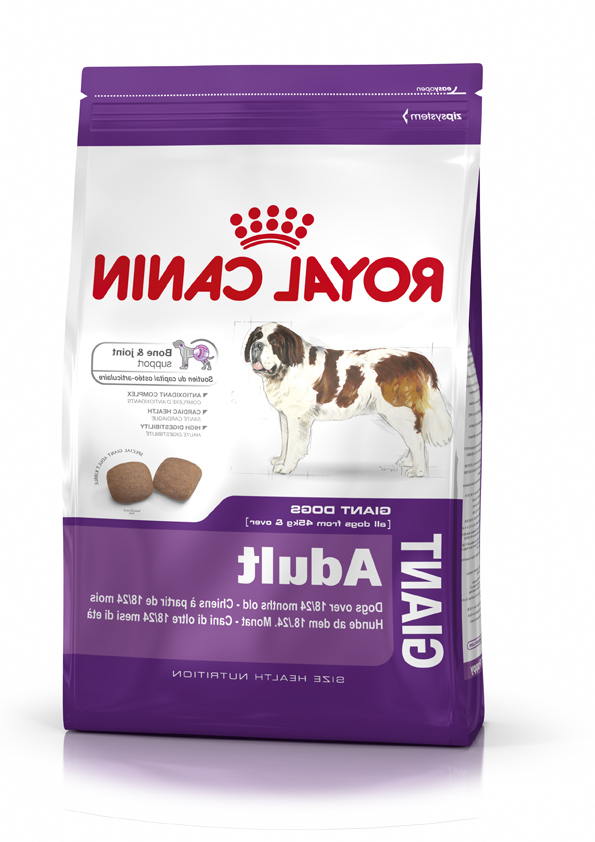 easyopen
zipsystem
ROYAL CANIN
Bone & joint
support
Soutien du capital ostéo-articulaire
ANTIOXIDANT COMPLEX
COMPLEXE D'ANTIOXYDANTS
CARDIAC HEALTH
SANTÉ CARDIAQUE
HIGH DIGESTIBILITY
HAUTE DIGESTIBILITÉ
GIANT DOGS
[all dogs from 45kg & over]
GIANT
Adult
Dogs over 18/24 months old - Chiens à partir de 18/24 mois
Hunde ab dem 18./24. Monat - Cani di oltre 18/24 mesi di età
SIZE HEALTH NUTRITION